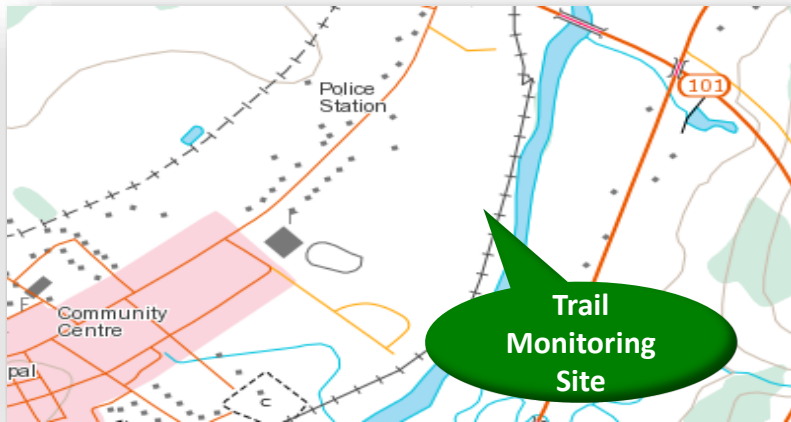 Police
Station
101
Community
Centre
F
pal
C
Trail
Monitoring
Site